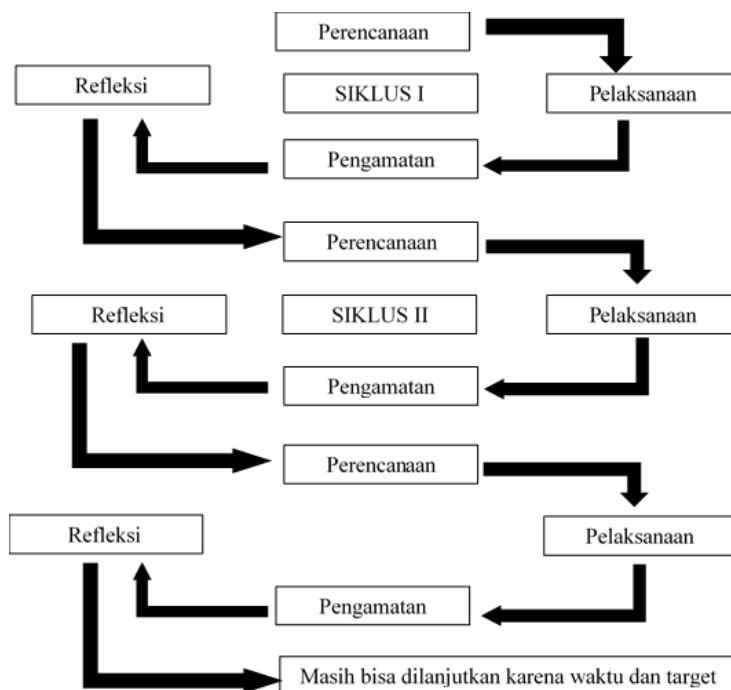 Perencanaan
Refleksi
SIKLUS I
Pelaksanaan
Pengamatan
Perencanaan
Refleksi
SIKLUS II
Pelaksanaan
Pengamatan
Perencanaan
Refleksi
Pelaksanaan
Pengamatan
Masih bisa dilanjutkan karena waktu dan target